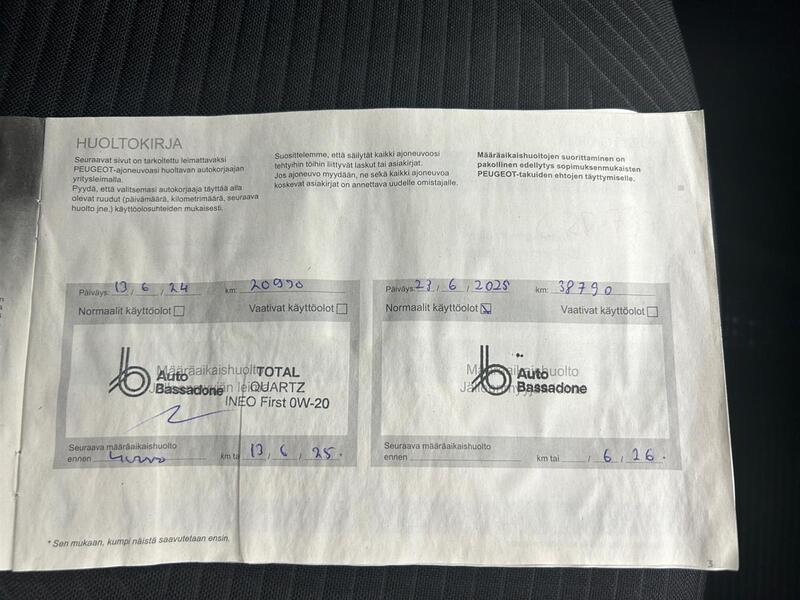 HUOLTOKIRJA
Seuraavat sivut on tarkoitettu leimattavaksi
PEUGEOT-ajoneuvoasi huoltavan autokorjaajan
yritysleimalla.
Pyydä, että valitsemasi autokorjaaja täyttää alla
olevat ruudut (päivämäärä, kilometrimäärä, seuraava
huolto jne.) käyttöolosuhteiden mukaisesti.
Suosittelemme, että säilytät kaikki ajoneuvoosi
tehtyihin töihin liittyvät laskut tai asiakirjat.
Jos ajoneuvo myydään, ne sekä kaikki ajoneuvoa
koskevat asiakirjat on annettava uudelle omistajalle.
Määräaikaishuoltojen suorittaminen on
pakollinen edellytys sopimuksenmukaisten
PEUGEOT-takuiden ehtojen täyttymiselle.
Päiväys: 13 / 6 / 24 km: 20990
Normaalit käyttöolot Vaativat käyttöolot
Määräaikaishuolto
Auto
Bassadone
TOTAL
QUARTZ
INEO First 0W-20
Seuraava määräaikaishuolto
ennen km tai 13 / 6 / 25.
Päiväys: 23 / 6 / 2025 km: 38790
Normaalit käyttöolot Vaativat käyttöolot
Määräaikaishuolto
Auto
Bassadone
Seuraava määräaikaishuolto
ennen km tai / 6 / 26.
* Sen mukaan, kumpi näistä saavutetaan ensin.
3